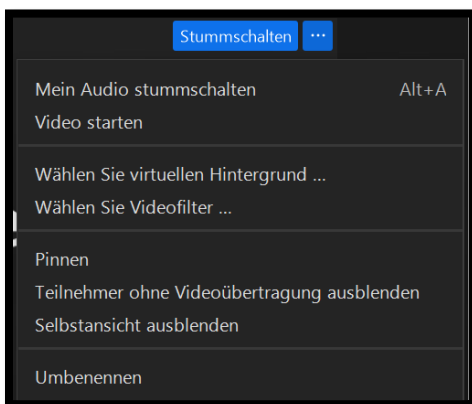 Stummschalten ...
Mein Audio stummschalten Alt+A
Video starten
Wählen Sie virtuellen Hintergrund ...
Wählen Sie Videofilter ...
Pinnen
Teilnehmer ohne Videoübertragung ausblenden
Selbstansicht ausblenden
Umbenennen